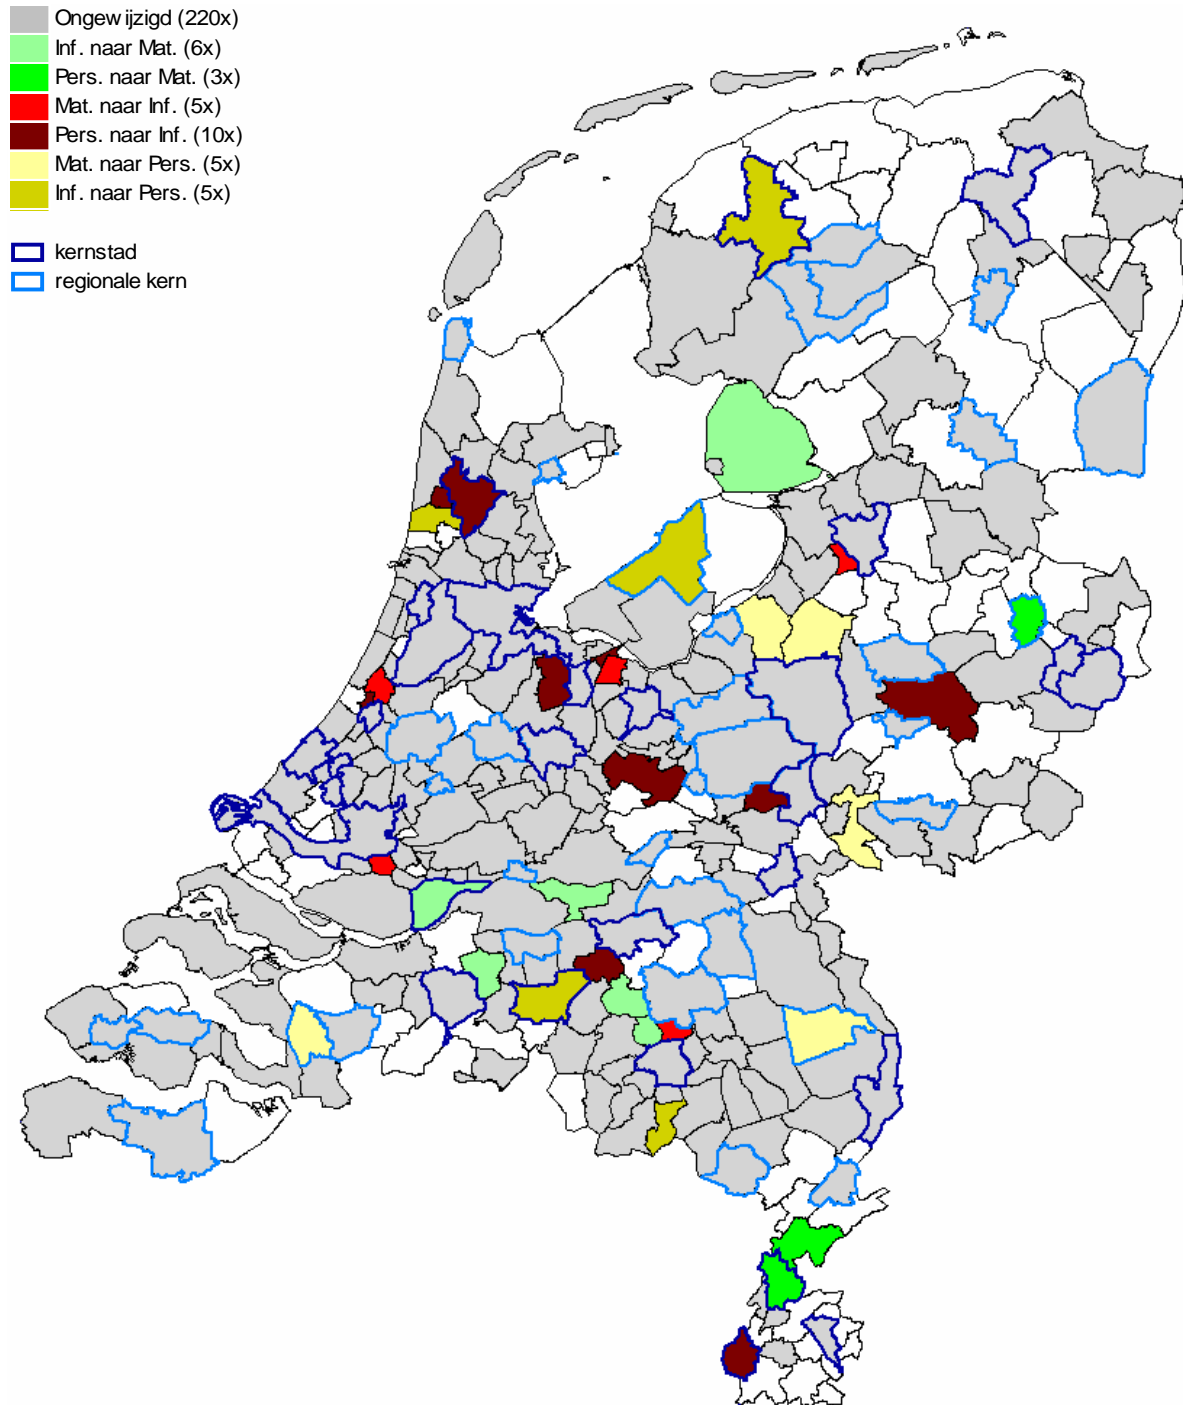 Ongewijzigd (220x)
Inf. naar Mat. (6x)
Pers. naar Mat. (3x)
Mat. naar Inf. (5x)
Pers. naar Inf. (10x)
Mat. naar Pers. (5x)
Inf. naar Pers. (5x)
kernstad
regionale kern